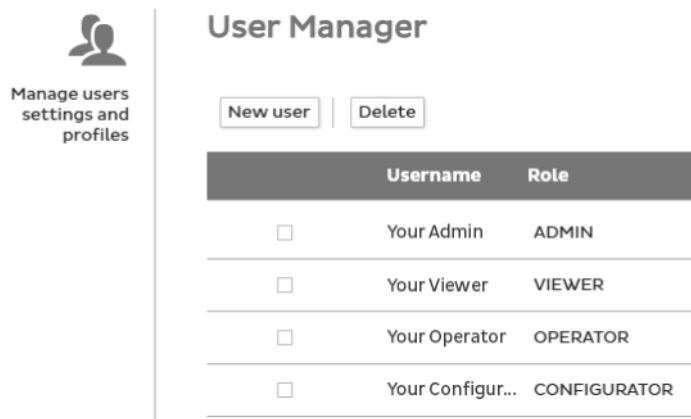 User Manager
Manage users
settings and
profiles
New user Delete
Username Role
Your Admin ADMIN
Your Viewer VIEWER
Your Operator OPERATOR
Your Configur... CONFIGURATOR